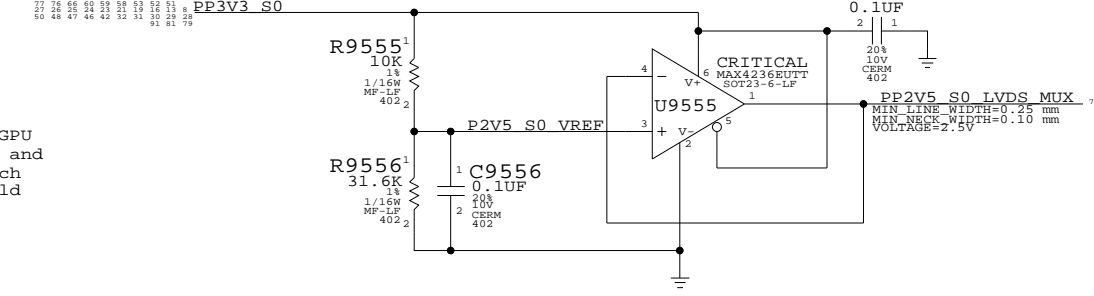 77 76 66 60 59 58 53 52 51
27 26 25 24 23 21 19 16 13 8 PP3V3_S0
50 48 47 46 42 32 31 30 29 28
91 81 79
0.1UF
2 1
20%
10V
CERM
402
R9555
1
10K
1%
1/16W
MF-LF
402
2
CRITICAL
MAX4236EUTT
SOT23-6-LF
4
6
V+
U9555
1
PP2V5_S0_LVDS_MUX 7
MIN_LINE_WIDTH=0.25 mm
MIN_NECK_WIDTH=0.10 mm
VOLTAGE=2.5V
P2V5_S0_VREF
3
V-
5
2
GPU
and
ch
ld
R9556
1
31.6K
1%
1/16W
MF-LF
402
2
1
C9556
0.1UF
20%
10V
CERM
402
2